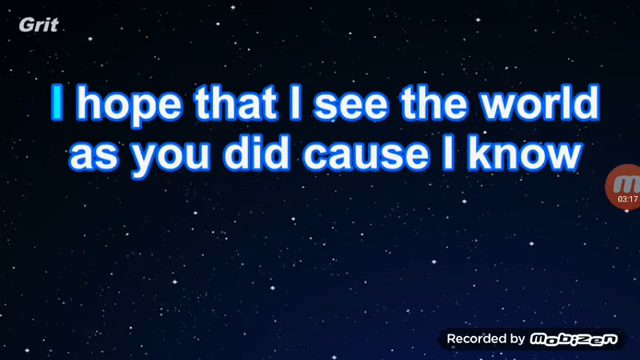 Grit
I hope that I see the world
as you did cause I know
m
03:17
Recorded by mobizen